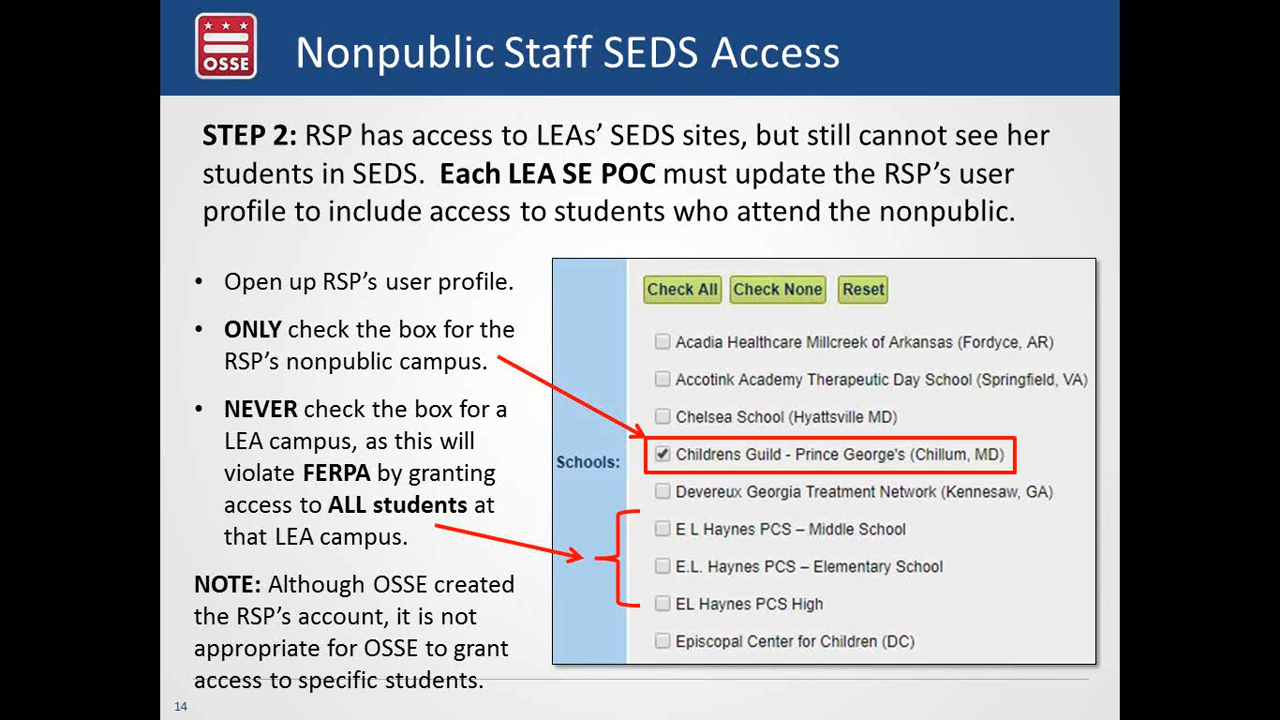 OSSE
Nonpublic Staff SEDS Access
STEP 2: RSP has access to LEAs’ SEDS sites, but still cannot see her
students in SEDS. Each LEA SE POC must update the RSP’s user
profile to include access to students who attend the nonpublic.
• Open up RSP’s user profile.
• ONLY check the box for the
RSP’s nonpublic campus.
• NEVER check the box for a
LEA campus, as this will
violate FERPA by granting
access to ALL students at
that LEA campus.
NOTE: Although OSSE created
the RSP’s account, it is not
appropriate for OSSE to grant
access to specific students.
Schools:
Check All Check None Reset
Acadia Healthcare Millcreek of Arkansas (Fordyce, AR)
Accotink Academy Therapeutic Day School (Springfield, VA)
Chelsea School (Hyattsville MD)
Childrens Guild - Prince George's (Chillum, MD)
Devereux Georgia Treatment Network (Kennesaw, GA)
E L Haynes PCS – Middle School
E.L. Haynes PCS – Elementary School
EL Haynes PCS High
Episcopal Center for Children (DC)
14